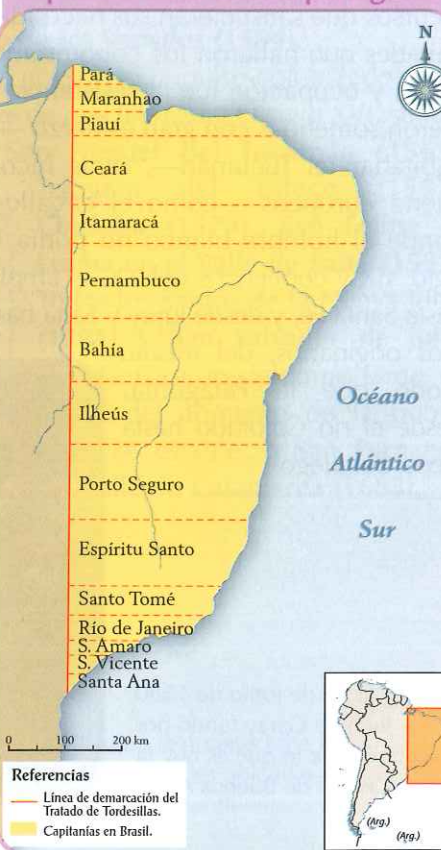 N
Pará
Maranhao
Piauí
Ceará
Itamaracá
Pernambuco
Bahía
Ilheús
Porto Seguro
Espíritu Santo
Santo Tomé
Río de Janeiro
S. Amaro
S. Vicente
Santa Ana
Océano
Atlántico
Sur
0 100 200 km
Referencias
Línea de demarcación del
Tratado de Tordesillas.
Capitanías en Brasil.
(Arg.)
(Arg.)